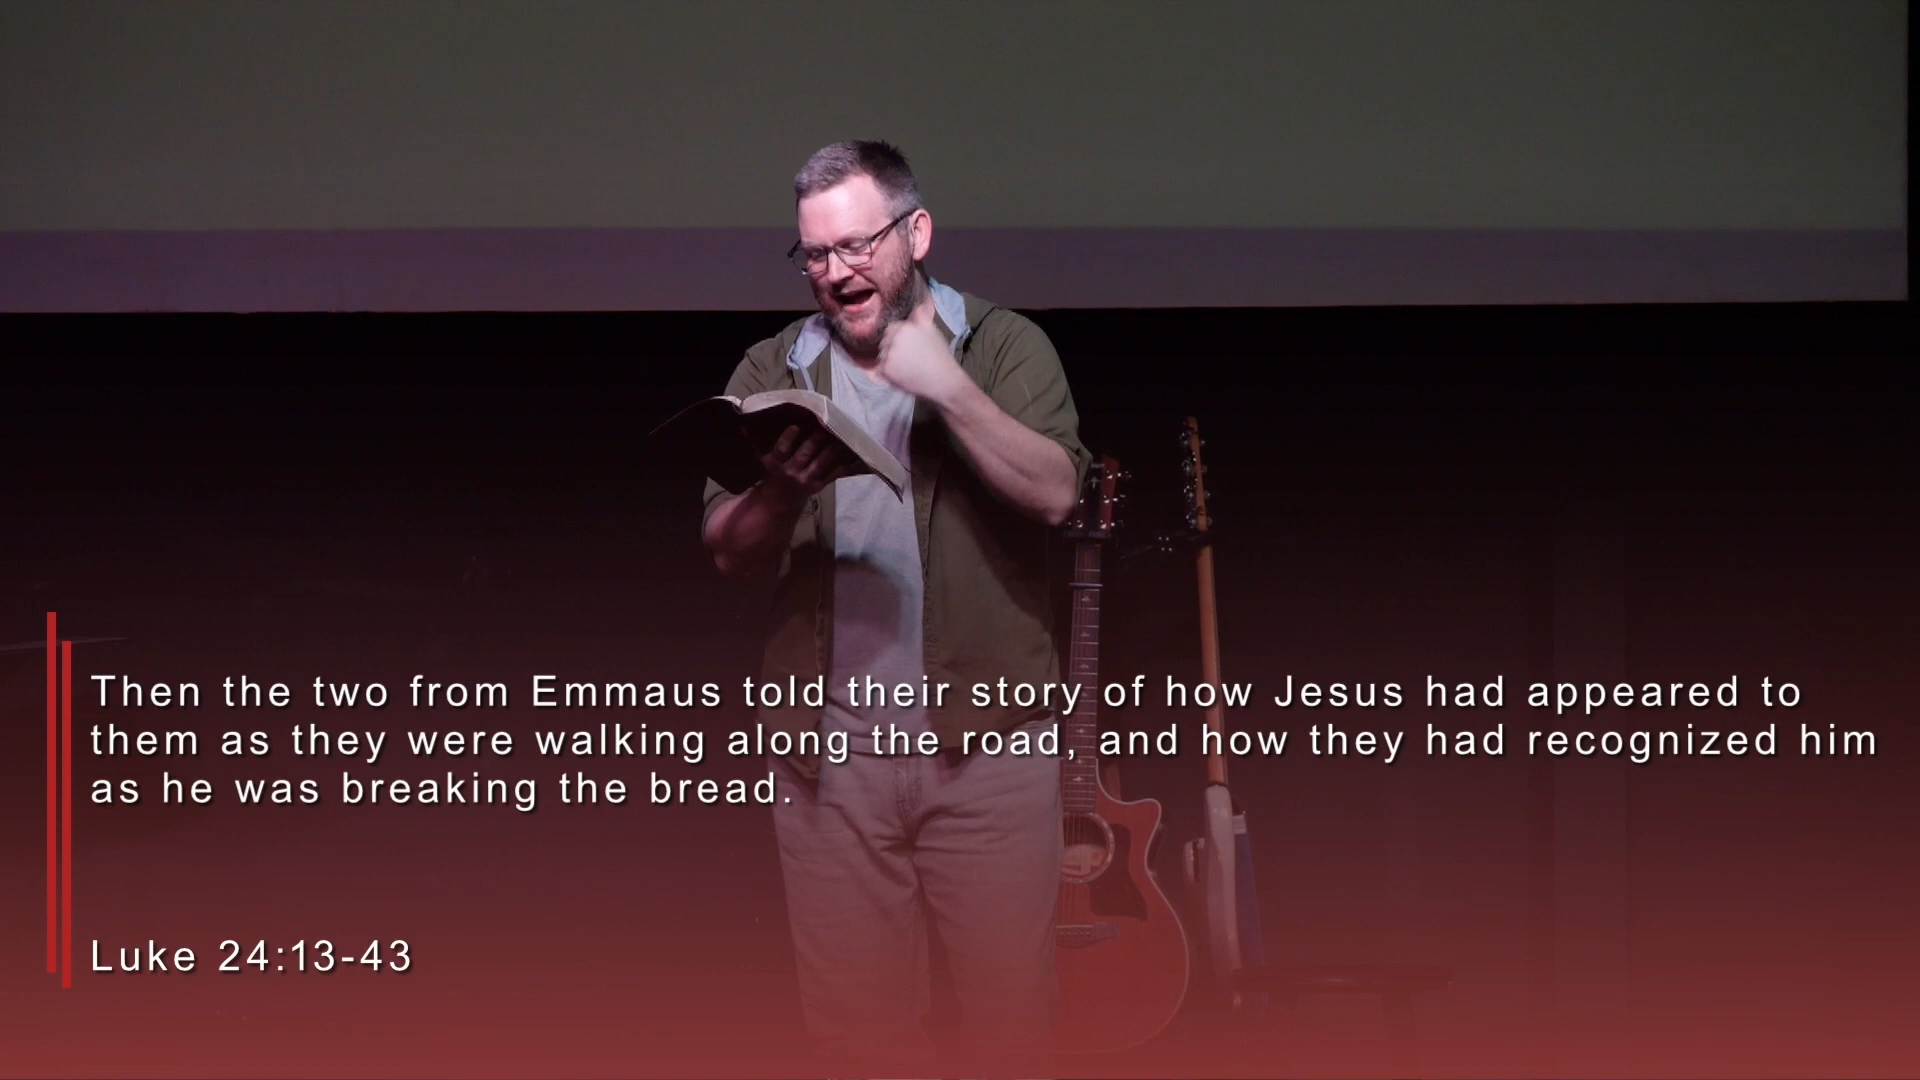 Then the two from Emmaus told their story of how Jesus had appeared to
them as they were walking along the road, and how they had recognized him
as he was breaking the bread.
Luke 24:13-43